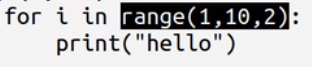 for i in range(1,10,2):
    print("hello")